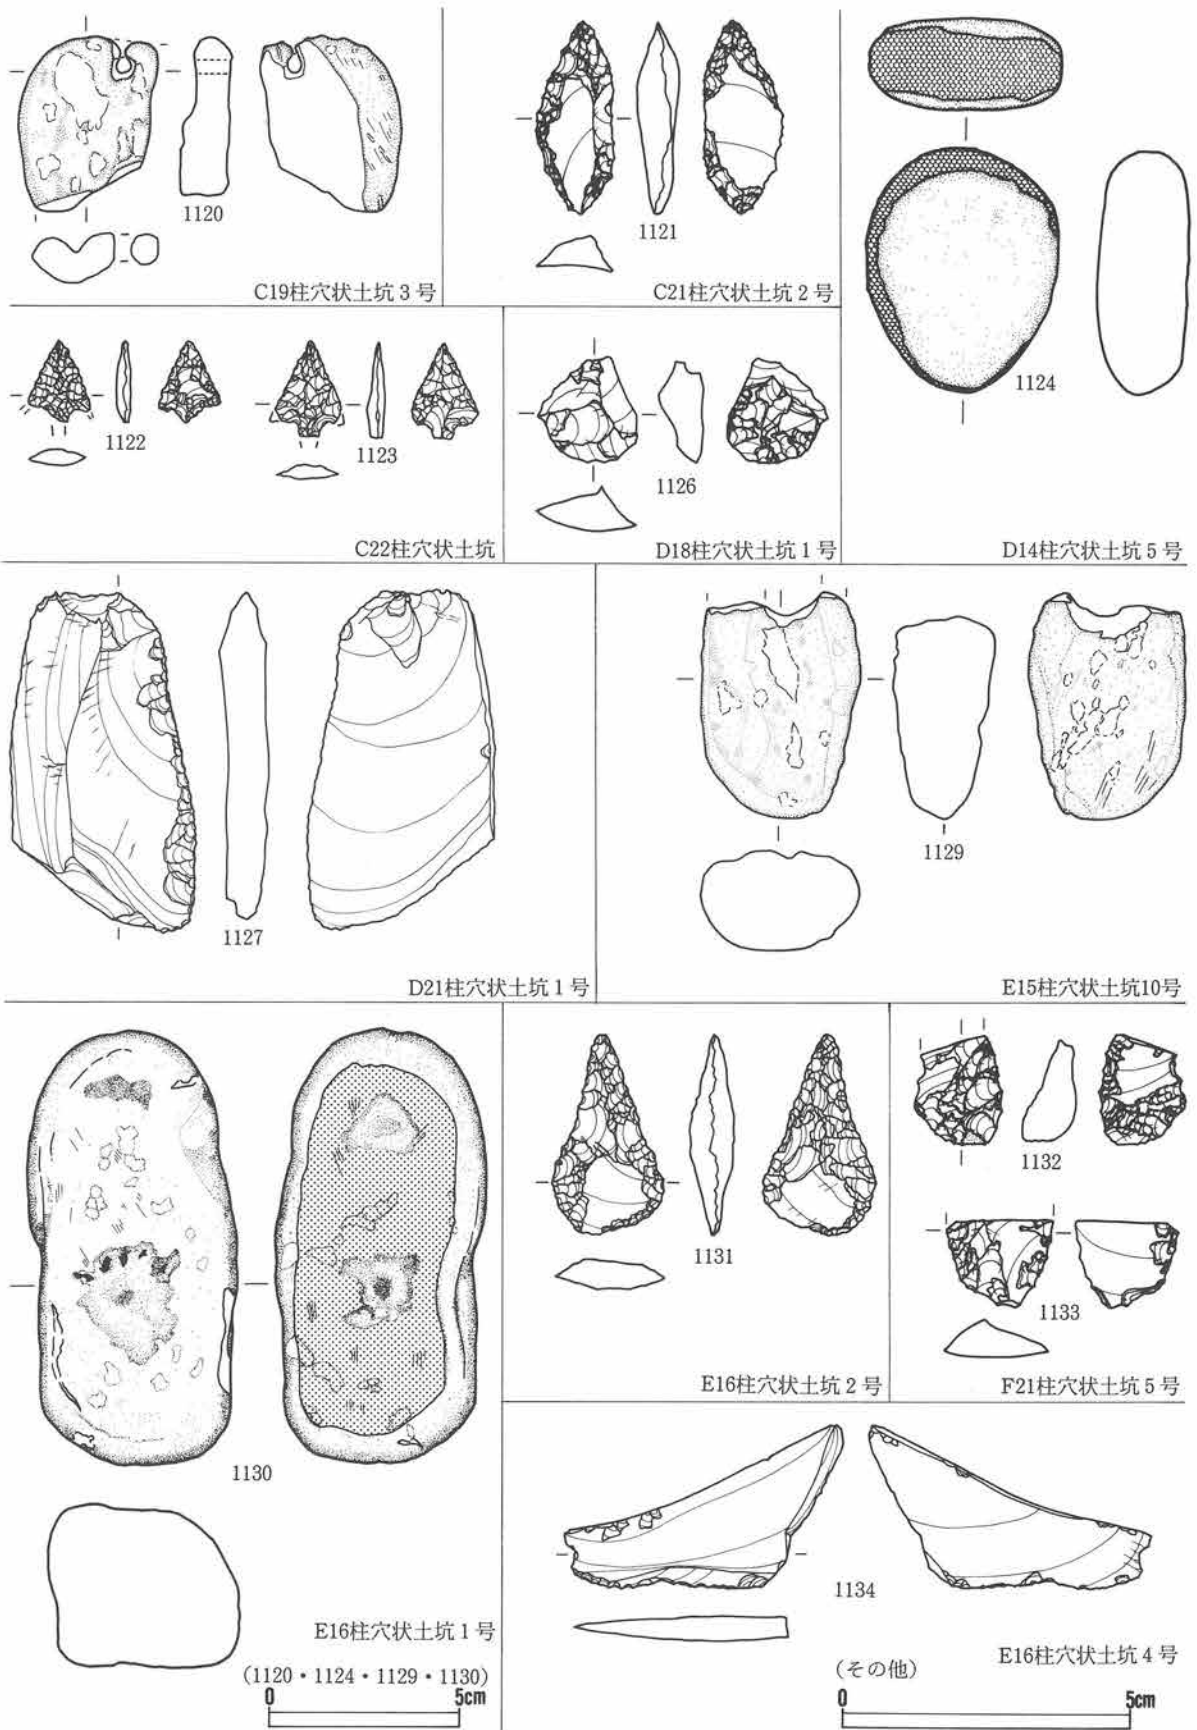 1120
C19柱穴状土坑3号
1121
C21柱穴状土坑2号
1124
D14柱穴状土坑5号
1122
1123
C22柱穴状土坑
1126
D18柱穴状土坑1号
1127
D21柱穴状土坑1号
1129
E15柱穴状土坑10号
1130
E16柱穴状土坑1号
(1120・1124・1129・1130)
0 5cm
1131
E16柱穴状土坑2号
1132
1133
F21柱穴状土坑5号
1134
E16柱穴状土坑4号
(その他)
0 5cm